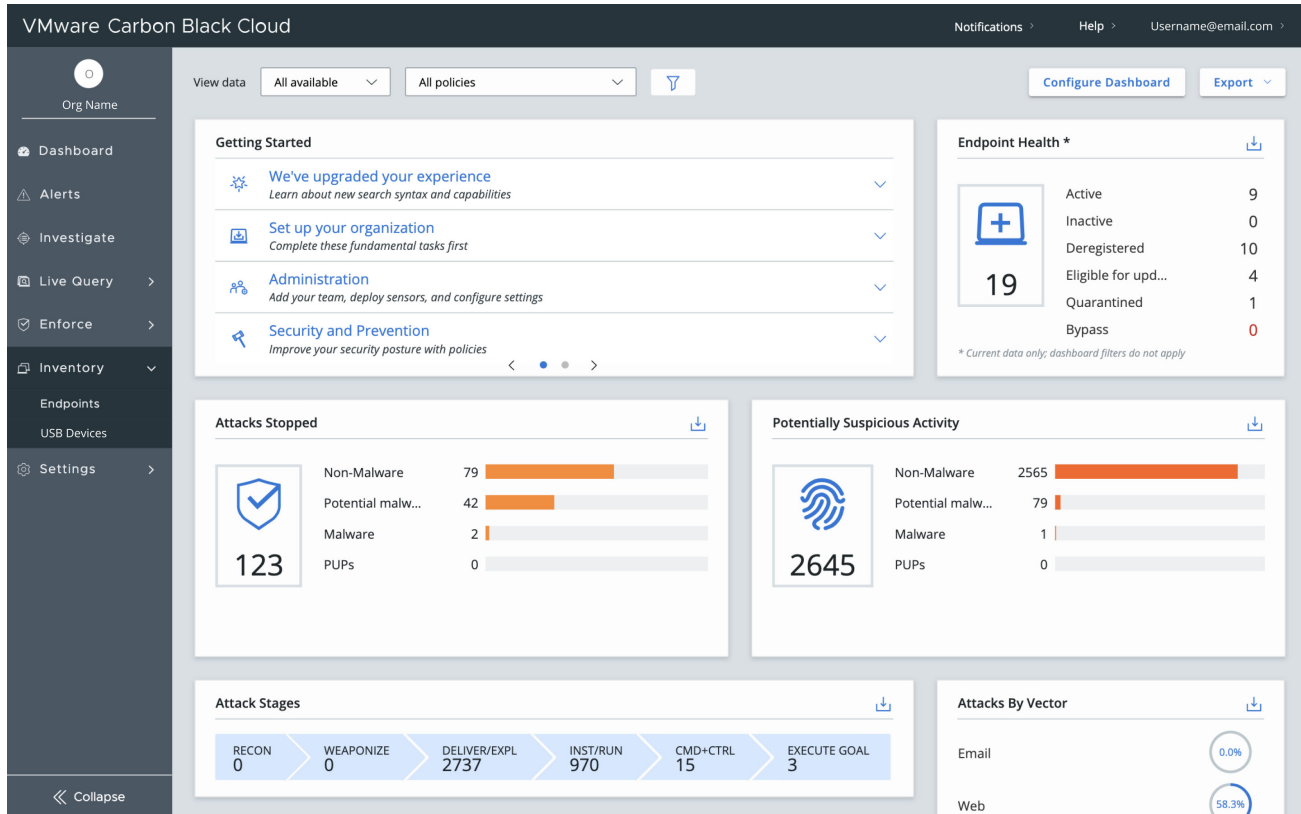 VMware Carbon Black Cloud
Notifications
Help
Username@email.com
O
Org Name
Dashboard
Alerts
Investigate
Live Query
Enforce
Inventory
Endpoints
USB Devices
Settings
Collapse
View data
All available
All policies
Configure Dashboard
Export
Getting Started
We've upgraded your experience
Learn about new search syntax and capabilities
Set up your organization
Complete these fundamental tasks first
Administration
Add your team, deploy sensors, and configure settings
Security and Prevention
Improve your security posture with policies
Endpoint Health *
19
Active 9
Inactive 0
Deregistered 10
Eligible for upd... 4
Quarantined 1
Bypass 0
* Current data only; dashboard filters do not apply
Attacks Stopped
123
Non-Malware 79
Potential malw... 42
Malware 2
PUPs 0
Potentially Suspicious Activity
2645
Non-Malware 2565
Potential malw... 79
Malware 1
PUPs 0
Attack Stages
RECON
0
WEAPONIZE
0
DELIVER/EXPL
2737
INST/RUN
970
CMD+CTRL
15
EXECUTE GOAL
3
Attacks By Vector
Email 0.0%
Web 58.3%